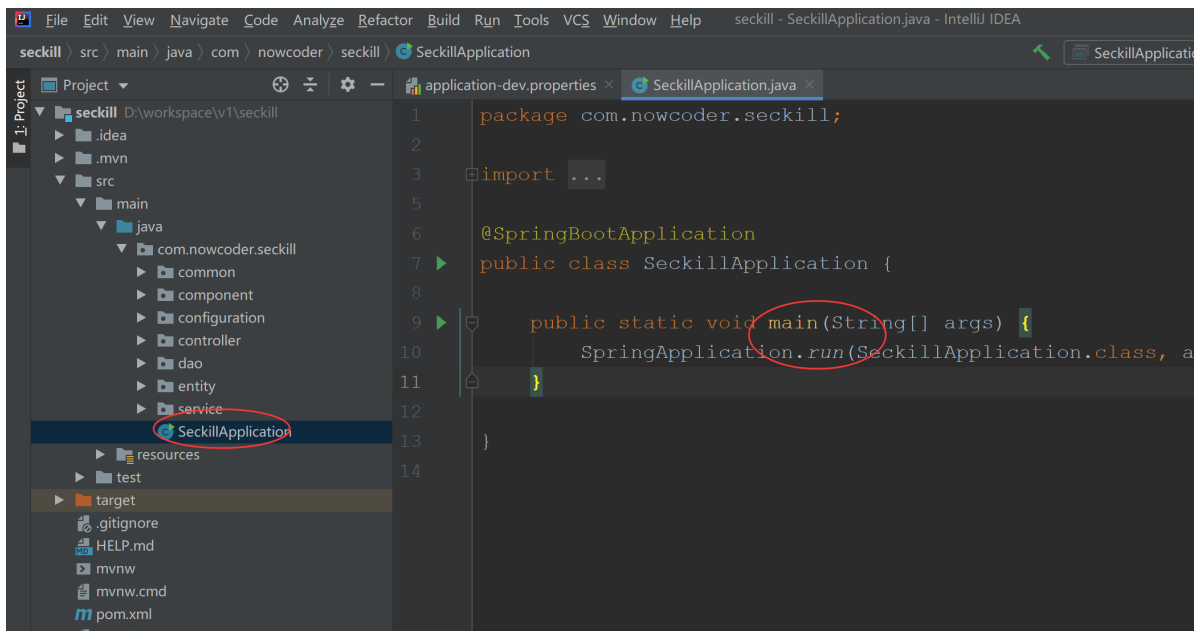 File Edit View Navigate Code Analyze Refactor Build Run Tools VCS Window Help seckill - SeckillApplication.java - IntelliJ IDEA
seckill src main java com nowcoder seckill SeckillApplication SeckillApplicatio
1: Project
Project
application-dev.properties SeckillApplication.java
seckill D:\workspace\v1\seckill
.idea
.mvn
src
main
java
com.nowcoder.seckill
common
component
configuration
controller
dao
entity
service
SeckillApplication
resources
test
target
.gitignore
HELP.md
mvnw
mvnw.cmd
pom.xml
1 package com.nowcoder.seckill;
2
3 import ...
5
6 @SpringBootApplication
7 public class SeckillApplication {
8
9 public static void main(String[] args) {
10 SpringApplication.run(SeckillApplication.class, a
11 }
12
13 }
14